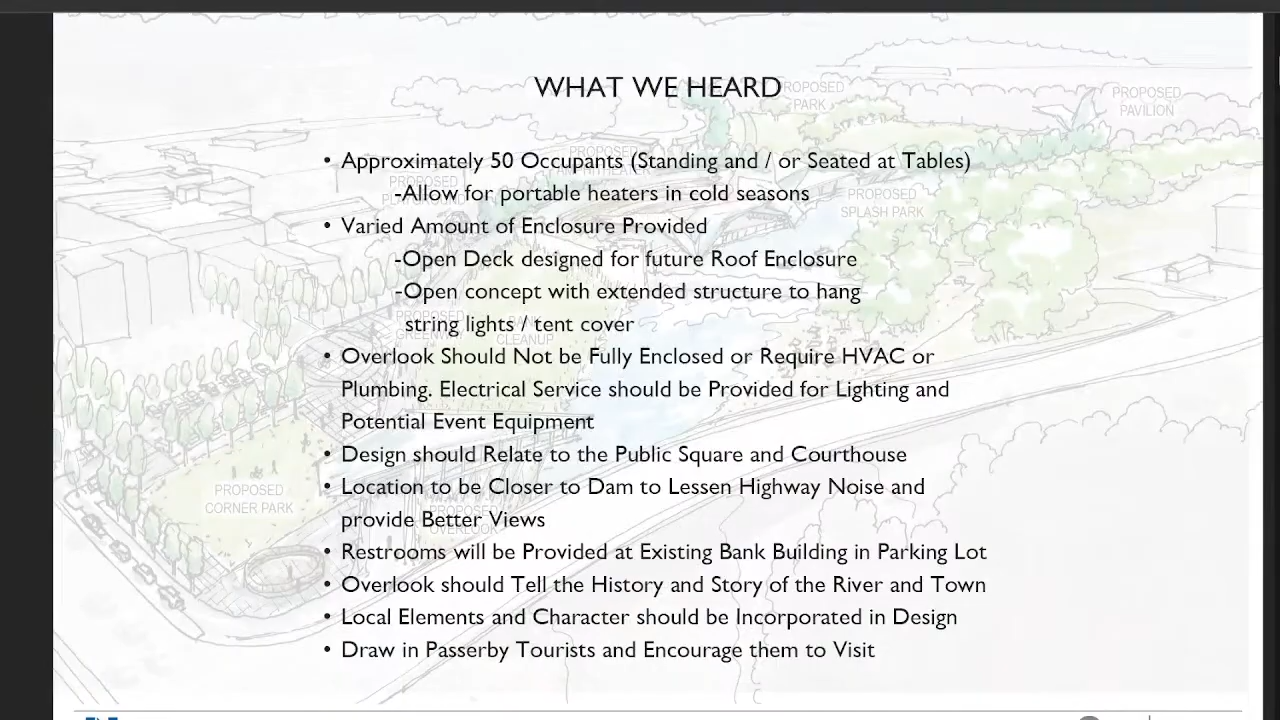 WHAT WE HEARD
PROPOSED
PARK
PROPOSED
PAVILION
• Approximately 50 Occupants (Standing and / or Seated at Tables)
-Allow for portable heaters in cold seasons
PROPOSED
SPLASH PARK
• Varied Amount of Enclosure Provided
-Open Deck designed for future Roof Enclosure
-Open concept with extended structure to hang
string lights / tent cover
PROPOSED
GREENWAY
BANK
CLEANUP
• Overlook Should Not be Fully Enclosed or Require HVAC or
Plumbing. Electrical Service should be Provided for Lighting and
Potential Event Equipment
• Design should Relate to the Public Square and Courthouse
• Location to be Closer to Dam to Lessen Highway Noise and
provide Better Views
PROPOSED
CORNER PARK
PROPOSED
OVERLOOK
• Restrooms will be Provided at Existing Bank Building in Parking Lot
• Overlook should Tell the History and Story of the River and Town
• Local Elements and Character should be Incorporated in Design
• Draw in Passerby Tourists and Encourage them to Visit